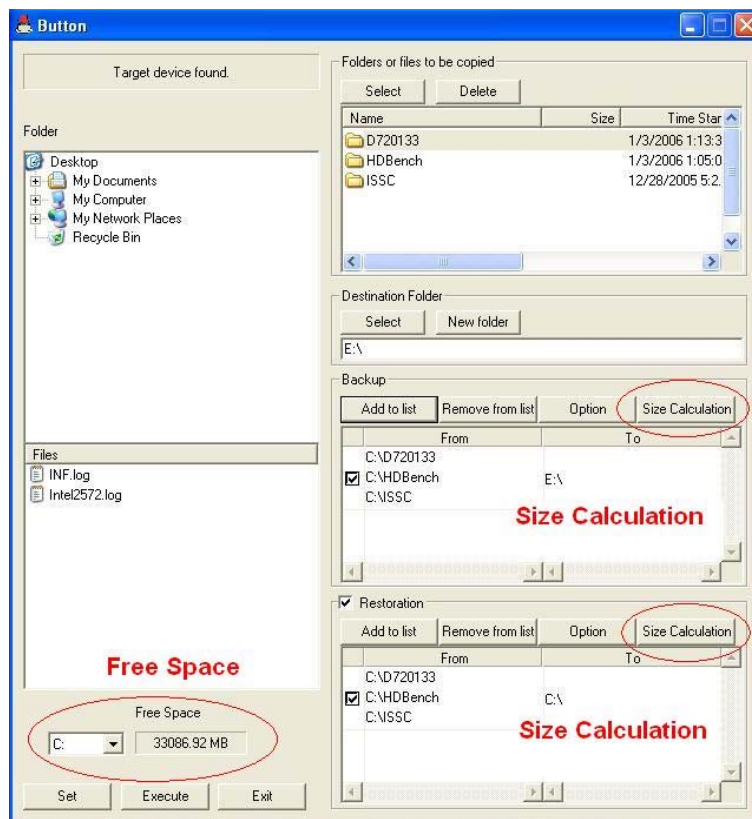 Button
Target device found.
Folder
Desktop
My Documents
My Computer
My Network Places
Recycle Bin
Files
INF.log
Intel2572.log
Free Space
Free Space
C:
33086.92 MB
Set Execute Exit
Folders or files to be copied
Select Delete
Name Size Time Star
D720133 1/3/2006 1:13:3
HDBench 1/3/2006 1:05:0
ISSC 12/28/2005 5:2.
Destination Folder
Select New folder
E:\
Backup
Add to list Remove from list Option Size Calculation
From To
C:\D720133
C:\HDBench E:\
C:\ISSC
Size Calculation
Restoration
Add to list Remove from list Option Size Calculation
From To
C:\D720133
C:\HDBench C:\
C:\ISSC
Size Calculation